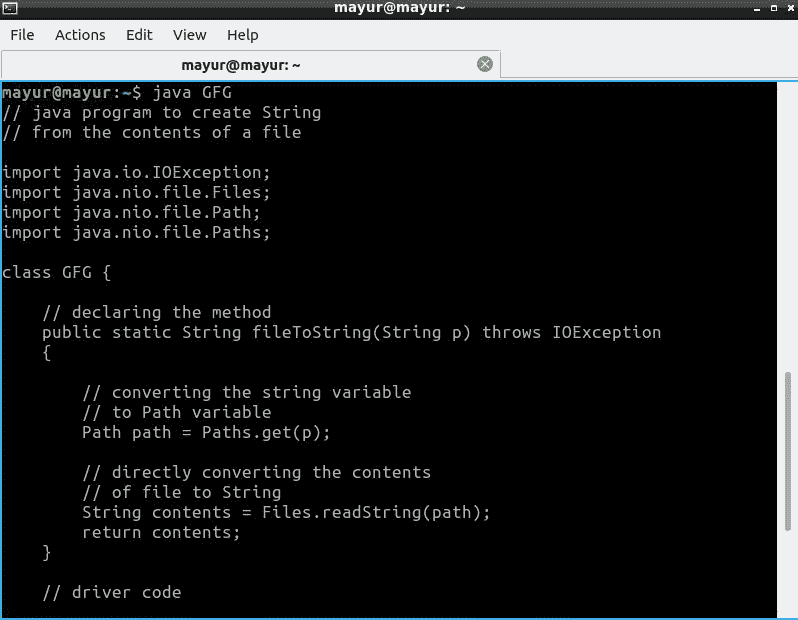 mayur@mayur: ~
File Actions Edit View Help
mayur@mayur: ~
mayur@mayur:~$ java GFG
// java program to create String
// from the contents of a file
import java.io.IOException;
import java.nio.file.Files;
import java.nio.file.Path;
import java.nio.file.Paths;
class GFG {
// declaring the method
public static String fileToString(String p) throws IOException
{
// converting the string variable
// to Path variable
Path path = Paths.get(p);
// directly converting the contents
// of file to String
String contents = Files.readString(path);
return contents;
}
// driver code